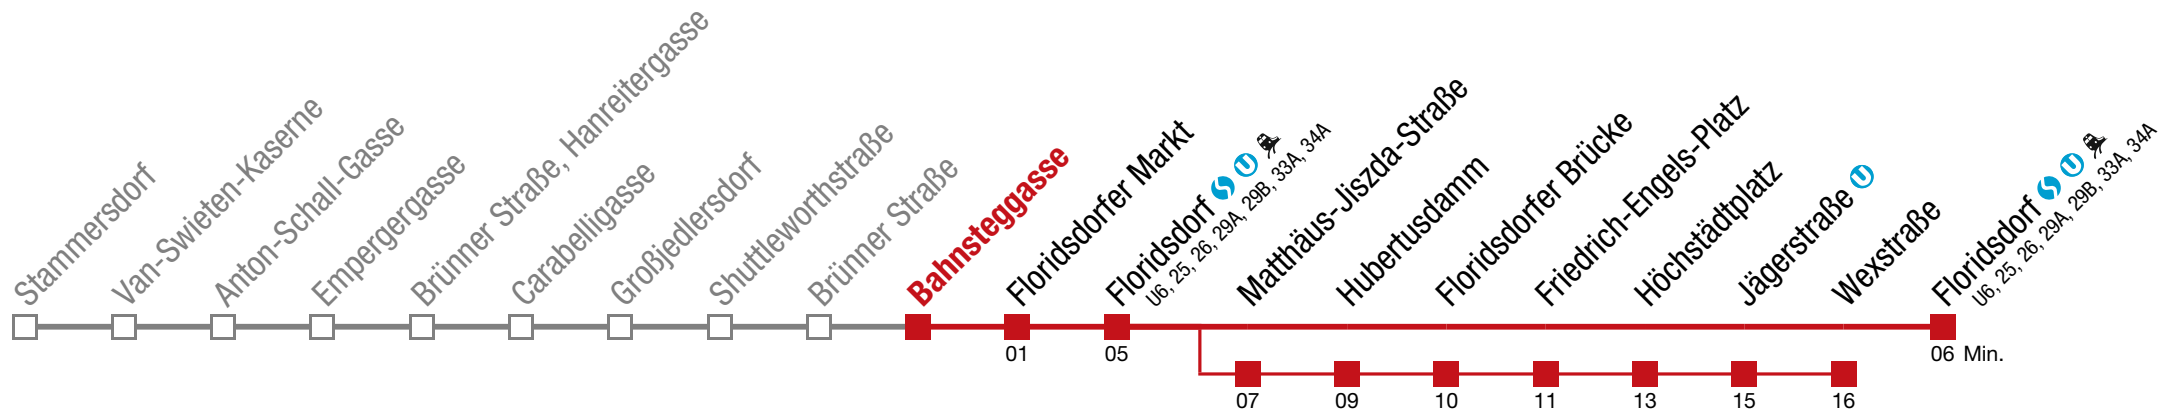 Stammersdorf
Van-Swieten-Kaserne
Anton-Schall-Gasse
Empergergasse
Brünner Straße, Hanreitergasse
Carabelligasse
Großjedlersdorf
Shuttleworthstraße
Brünner Straße
Bahnsteggasse
Floridsdorfer Markt
Floridsdorf S U
U6, 25, 26, 29A, 29B, 33A, 34A
Matthäus-Jiszda-Straße
Hubertusdamm
Floridsdorfer Brücke
Friedrich-Engels-Platz
Höchstädtplatz
Jägerstraße U
Wexstraße
Floridsdorf S U
U6, 25, 26, 29A, 29B, 33A, 34A
01 05 06 Min.
07 09 10 11 13 15 16